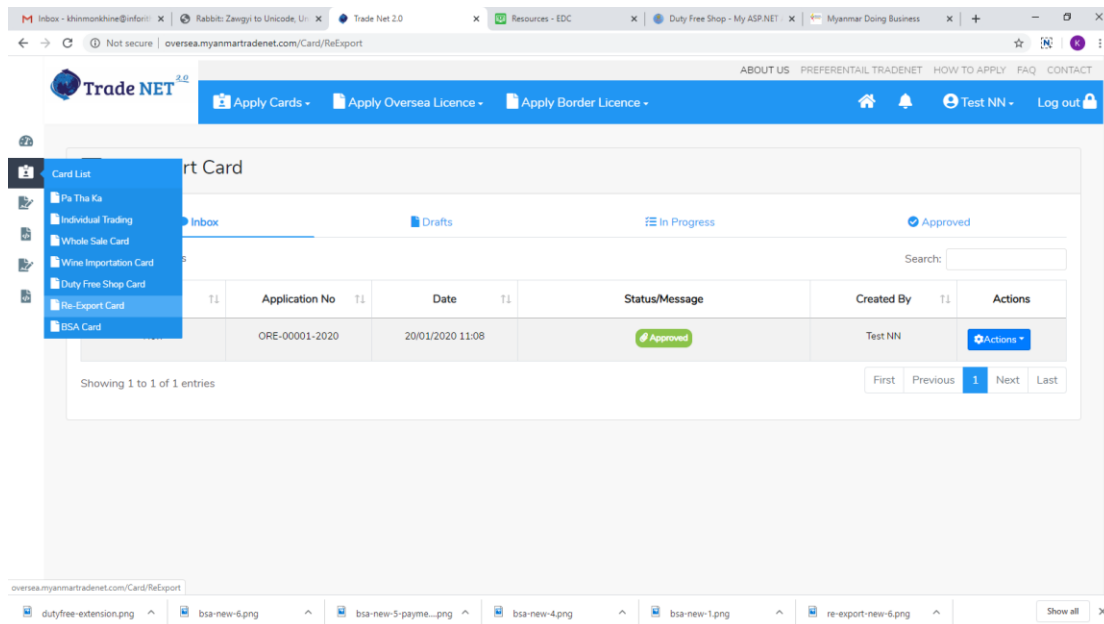 Inbox - khinmonkhine@inforit
Rabbit: Zawgyi to Unicode, Un
Trade Net 2.0
Resources - EDC
Duty Free Shop - My ASP.NET
Myanmar Doing Business
Not secure | oversea.myanmartradenet.com/Card/ReExport
N
K
ABOUT US PREFERENTAIL TRADENET HOW TO APPLY FAQ CONTACT
Trade NET 2.0
Apply Cards
Apply Oversea Licence
Apply Border Licence
Test NN
Log out
rt Card
Card List
Pa Tha Ka
Individual Trading
Whole Sale Card
Wine Importation Card
Duty Free Shop Card
Re-Export Card
BSA Card
Inbox
Drafts
In Progress
Approved
s
Search:
Application No
Date
Status/Message
Created By
Actions
ORE-00001-2020
20/01/2020 11:08
Approved
Test NN
Actions
Showing 1 to 1 of 1 entries
First Previous 1 Next Last
oversea.myanmartradenet.com/Card/ReExport
dutyfree-extension.png
bsa-new-6.png
bsa-new-5-payme....png
bsa-new-4.png
bsa-new-1.png
re-export-new-6.png
Show all